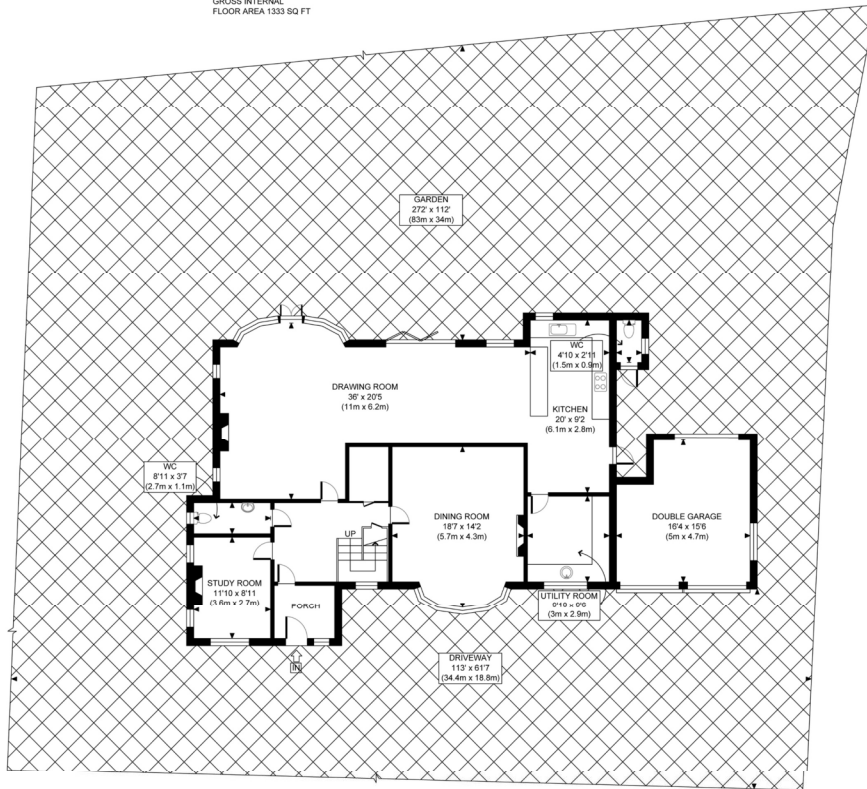 GROSS INTERNAL
FLOOR AREA 1333 SQ FT
GARDEN
272' x 112'
(83m x 34m)
WC
4'10 x 2'11
(1.5m x 0.9m)
DRAWING ROOM
36' x 20'5
(11m x 6.2m)
KITCHEN
20' x 9'2
(6.1m x 2.8m)
WC
8'11 x 3'7
(2.7m x 1.1m)
DINING ROOM
18'7 x 14'2
(5.7m x 4.3m)
DOUBLE GARAGE
16'4 x 15'6
(5m x 4.7m)
UP
STUDY ROOM
11'10 x 8'11
(3.6m x 2.7m)
PORCH
UTILITY ROOM
(3m x 2.9m)
IN
DRIVEWAY
113' x 61'7
(34.4m x 18.8m)